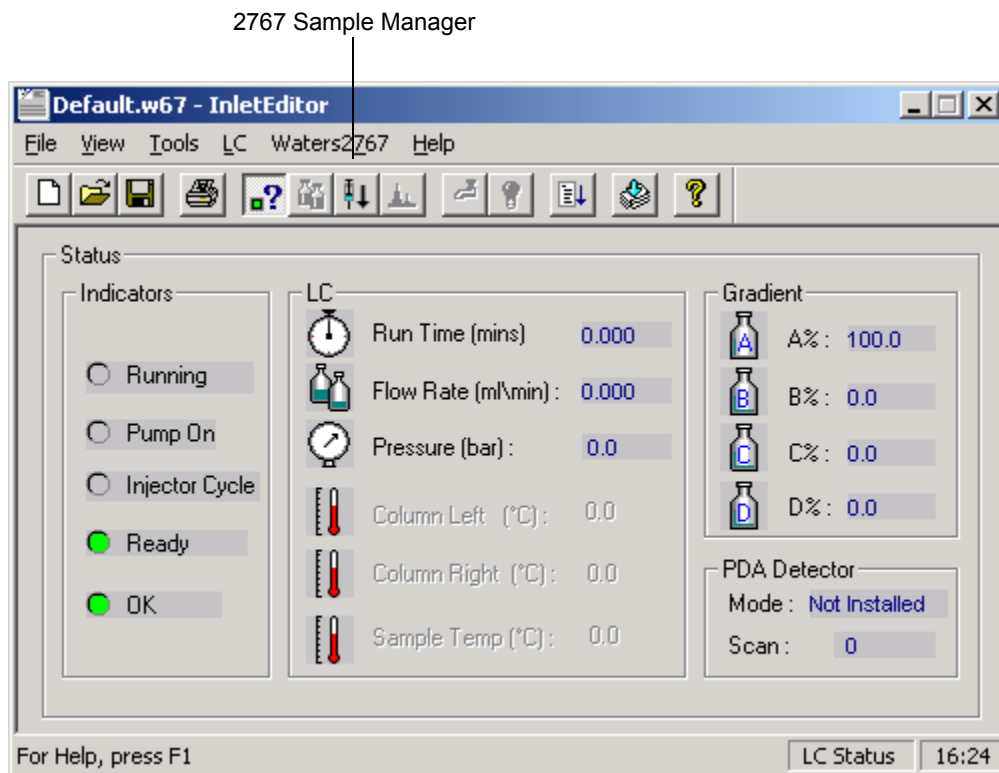 2767 Sample Manager
Default.w67 - InletEditor
File View Tools LC Waters2767 Help
Status
Indicators
Running
Pump On
Injector Cycle
Ready
OK
LC
Run Time (mins) 0.000
Flow Rate (ml\min) : 0.000
Pressure (bar) : 0.0
Column Left (°C) : 0.0
Column Right (°C) : 0.0
Sample Temp (°C) : 0.0
Gradient
A A% : 100.0
B B% : 0.0
C C% : 0.0
D D% : 0.0
PDA Detector
Mode : Not Installed
Scan : 0
For Help, press F1 LC Status 16:24